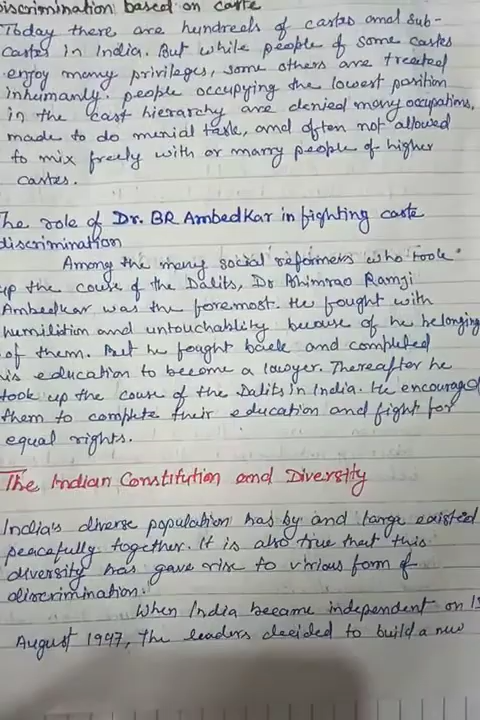 Discrimination based on caste
Today there are hundreds of castes and sub-
castes in India. But while people of some castes
enjoy many privileges, some others are treated
inhumanly. people occupying the lowest position
in the cast hierarchy are denied many occupations,
made to do menial task, and often not allowed
to mix freely with or marry people of higher
castes.
The role of Dr. BR Ambedkar in fighting caste
discrimination
Among the many social reformers who took
up the cause of the Dalits, Dr Bhimrao Ramji
Ambedkar was the foremost. He fought with
humilition and untouchablity because of he belonging
of them. But he fought back and completed
is education to become a lawyer. Thereafter he
took up the cause of the Dalits in India. He encouraged
them to complete their education and fight for
equal rights.
The Indian Constitution and Diversity
India's diverse population has by and large existed
peacefully together. It is also true that this
diversity has gave rise to virious form of
discrimination.
When India became independent on 15
August 1947, The leaders decided to build a new